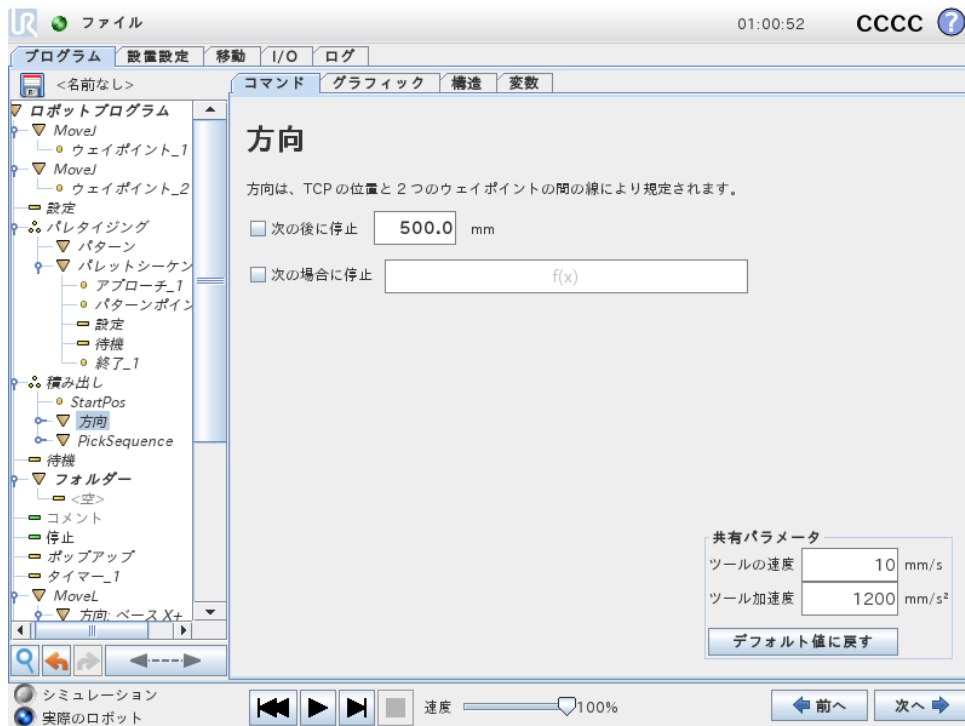 UR ファイル 01:00:52 CCCC ?
プログラム 設置設定 移動 I/O ログ
<名前なし>
コマンド グラフィック 構造 変数
ロボットプログラム
MoveJ
ウェイポイント_1
MoveJ
ウェイポイント_2
設定
パレタイジング
パターン
パレットシーケン
アプローチ_1
パターンポイン
設定
待機
終了_1
積み出し
StartPos
方向
PickSequence
待機
フォルダー
<空>
コメント
停止
ポップアップ
タイマー_1
MoveL
方向: ベース X+
方向
方向は、TCPの位置と2つのウェイポイントの間の線により規定されます。
次の後に停止 500.0 mm
次の場合に停止 f(x)
共有パラメータ
ツールの速度 10 mm/s
ツール加速度 1200 mm/s²
デフォルト値に戻す
シミュレーション
実際のロボット
速度 100%
前へ 次へ